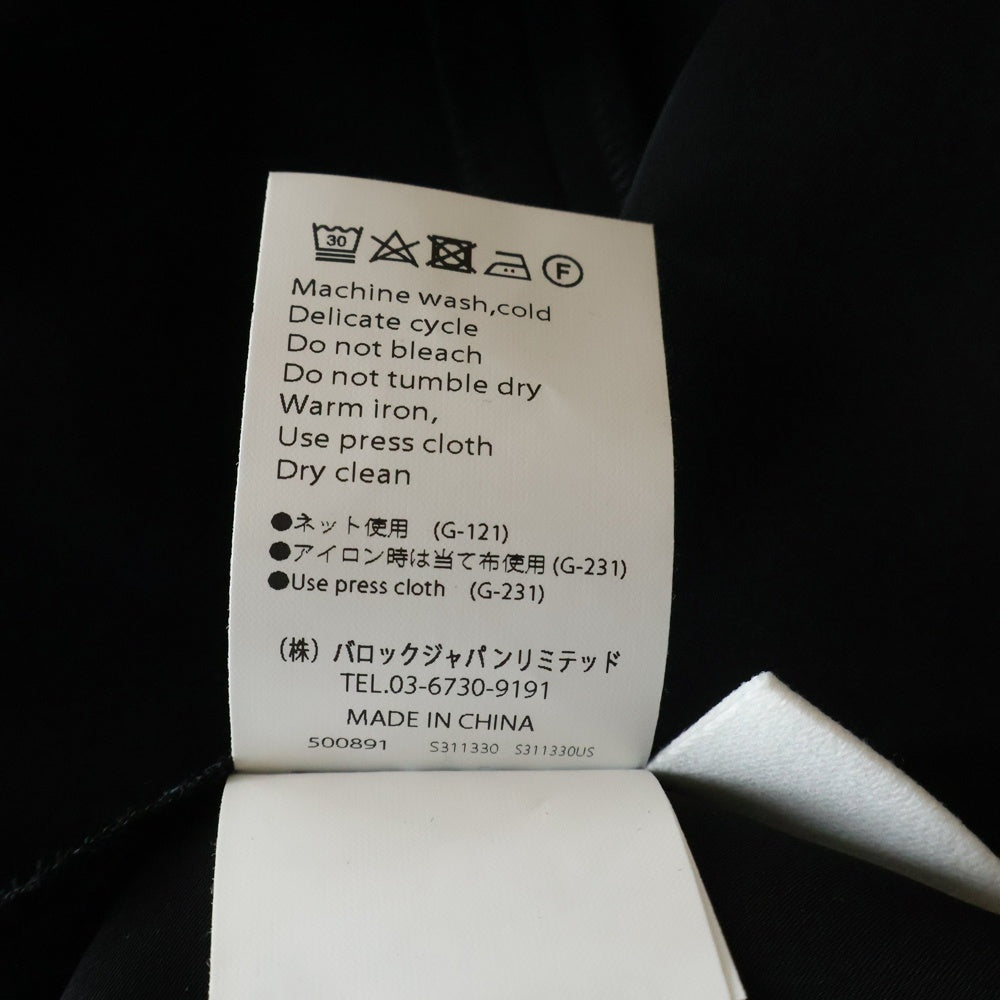 30 F
Machine wash,cold
Delicate cycle
Do not bleach
Do not tumble dry
Warm iron,
Use press cloth
Dry clean
●ネット使用 (G-121)
●アイロン時は当て布使用(G-231)
●Use press cloth (G-231)
(株) バロックジャパンリミテッド
TEL.03-6730-9191
MADE IN CHINA
500891 S311330 S311330US